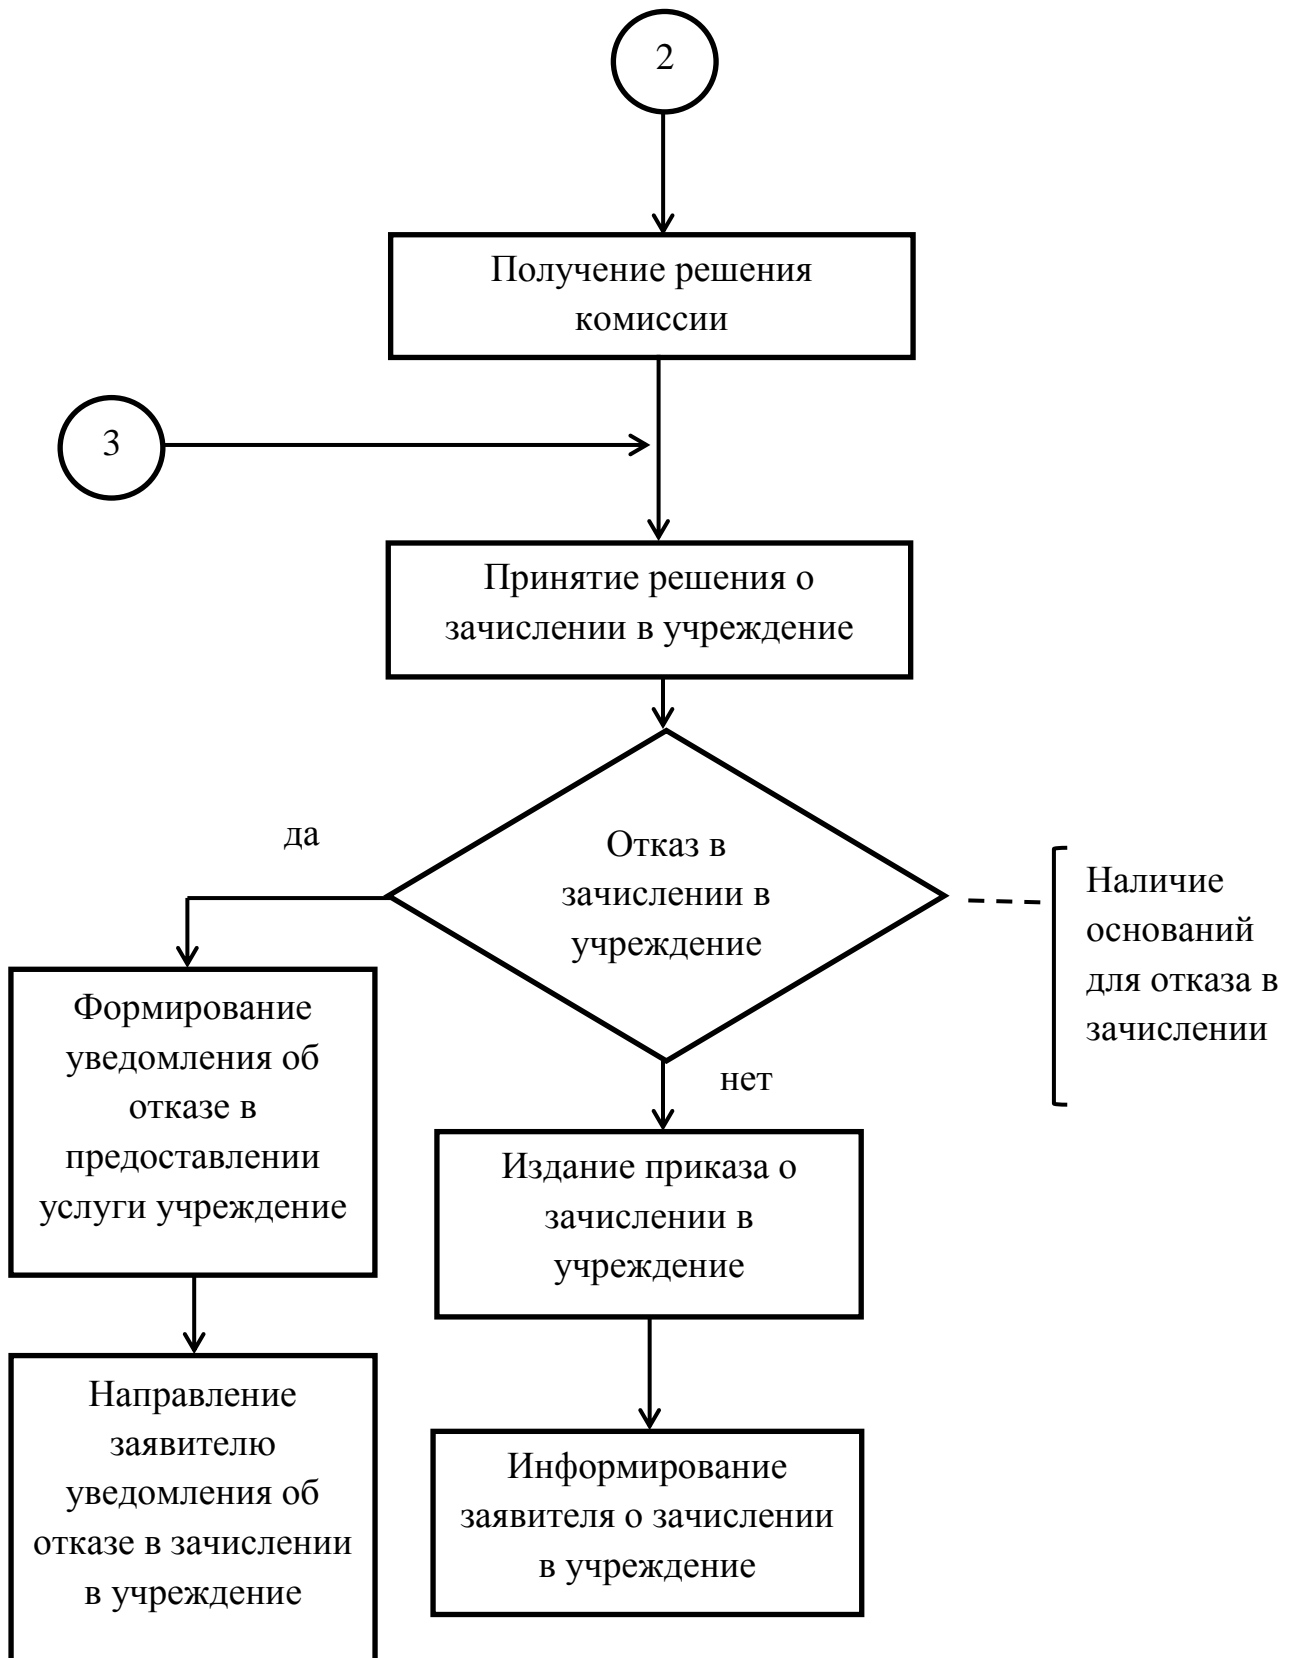 2
Получение решения
комиссии
3
Принятие решения о
зачислении в учреждение
да
Отказ в
зачислении в
учреждение
Наличие
оснований
для отказа в
зачислении
Формирование
уведомления об
отказе в
предоставлении
услуги учреждение
нет
Издание приказа о
зачислении в
учреждение
Направление
заявителю
уведомления об
отказе в зачислении
в учреждение
Информирование
заявителя о зачислении
в учреждение